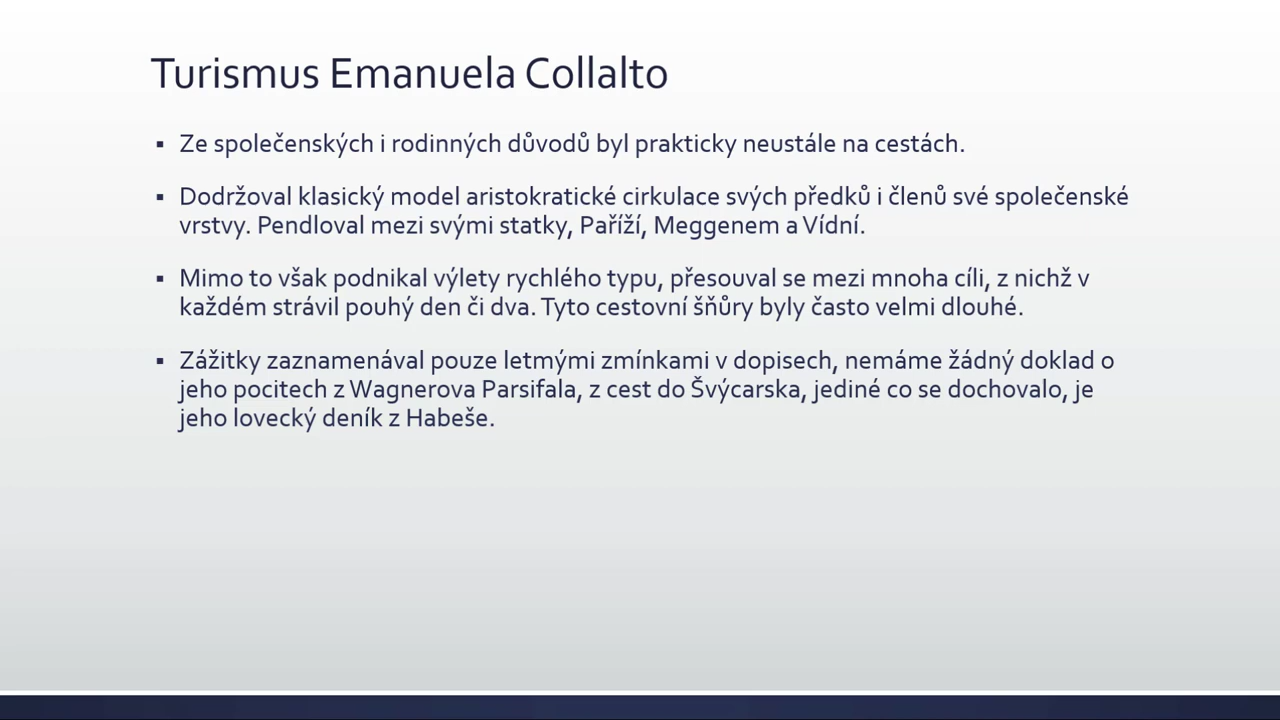 Turismus Emanuela Collalto
▪ Ze společenských i rodinných důvodů byl prakticky neustále na cestách.
▪ Dodržoval klasický model aristokratické cirkulace svých předků i členů své společenské
vrstvy. Pendloval mezi svými statky, Paříží, Meggenem a Vídní.
▪ Mimo to však podnikal výlety rychlého typu, přesouval se mezi mnoha cíli, z nichž v
každém strávil pouhý den či dva. Tyto cestovní šňůry byly často velmi dlouhé.
▪ Zážitky zaznamenával pouze letmými zmínkami v dopisech, nemáme žádný doklad o
jeho pocitech z Wagnerova Parsifala, z cest do Švýcarska, jediné co se dochovalo, je
jeho lovecký deník z Habeše.